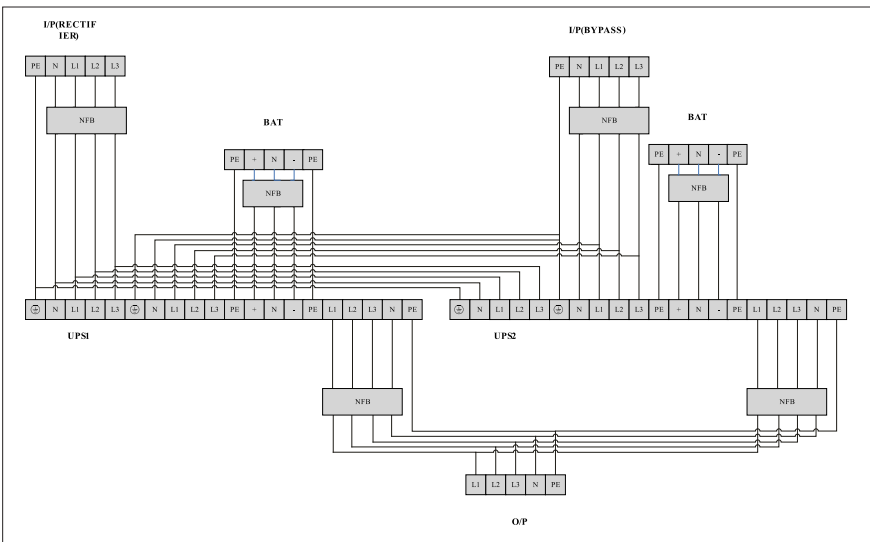 I/P(RECTIF
IER)
I/P(BYPASS)
PE N L1 L2 L3
PE N L1 L2 L3
NFB
NFB
BAT
BAT
PE + N - PE
PE + N - PE
NFB
NFB
N L1 L2 L3 N L1 L2 L3 PE + N - PE L1 L2 L3 N PE
N L1 L2 L3 N L1 L2 L3 PE + N - PE L1 L2 L3 N PE
UPS1
UPS2
NFB
NFB
L1 L2 L3 N PE
O/P